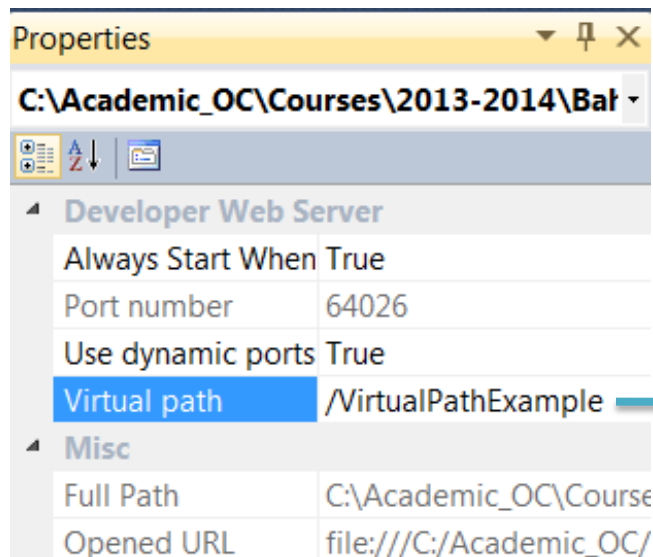 Properties
C:\Academic_OC\Courses\2013-2014\Bah
Developer Web Server
Always Start When True
Port number 64026
Use dynamic ports True
Virtual path /VirtualPathExample
Misc
Full Path C:\Academic_OC\Course
Opened URL file:///C:/Academic_OC/